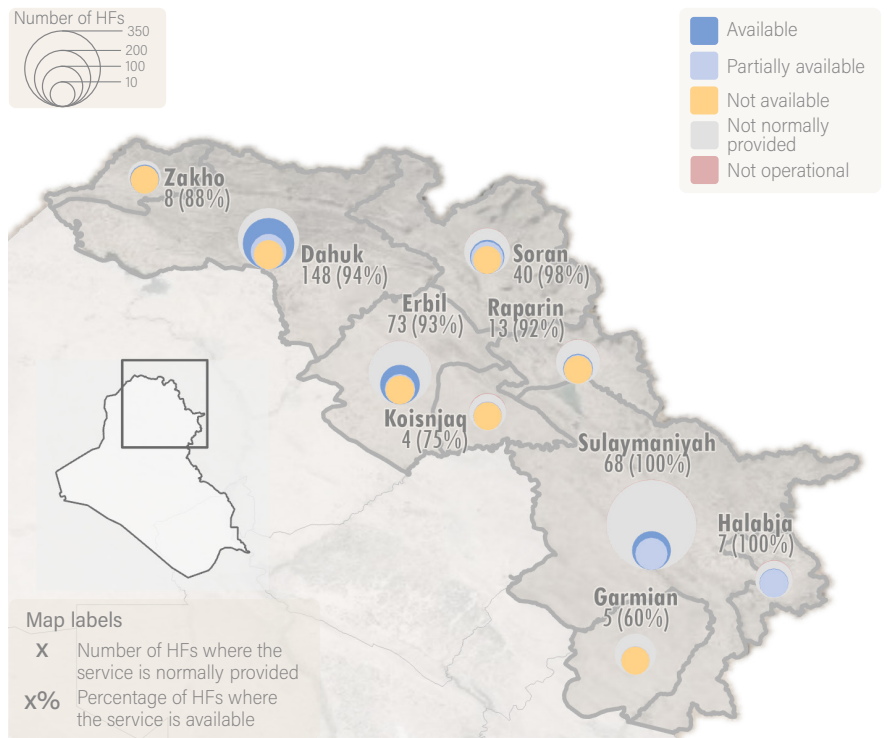 Number of HFs
350
200
100
10
Available
Partially available
Not available
Not normally
provided
Not operational
Zakho
8 (88%)
Dahuk
148 (94%)
Soran
40 (98%)
Erbil
73 (93%)
Raparin
13 (92%)
Koisnjaq
4 (75%)
Sulaymaniyah
68 (100%)
Halabja
7 (100%)
Garmian
5 (60%)
Map labels
X Number of HFs where the
service is normally provided
x% Percentage of HFs where
the service is available